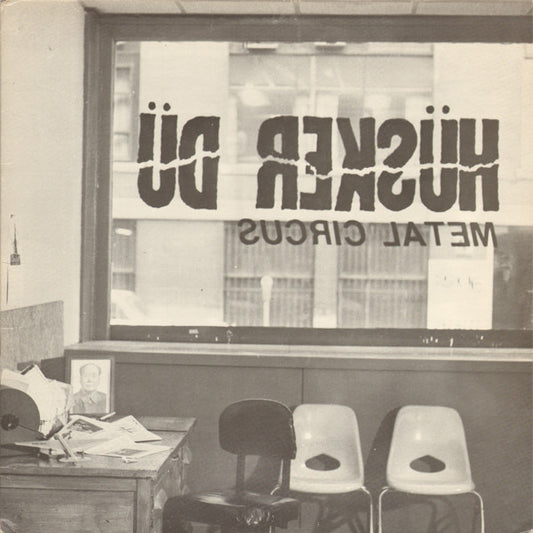 HÜSKER DÜ
METAL CIRCUS